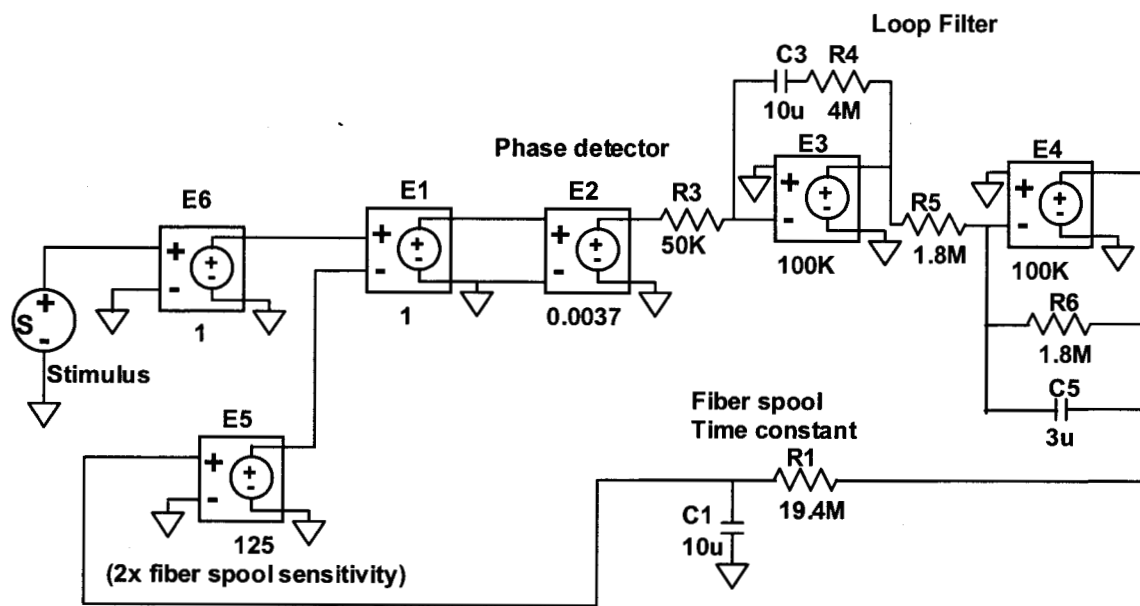 Loop Filter
C3 R4
10u 4M
Phase detector
E3
E4
E6
E1
E2
R3
50K
R5
1.8M
100K
100K
+
-
+
-
+
-
+
-
+
-
+
-
+
-
+
-
+
-
+
-
1
1
0.0037
R6
1.8M
S
+
-
Stimulus
C5
3u
E5
+
-
+
-
125
(2x fiber spool sensitivity)
Fiber spool
Time constant
R1
19.4M
C1
10u